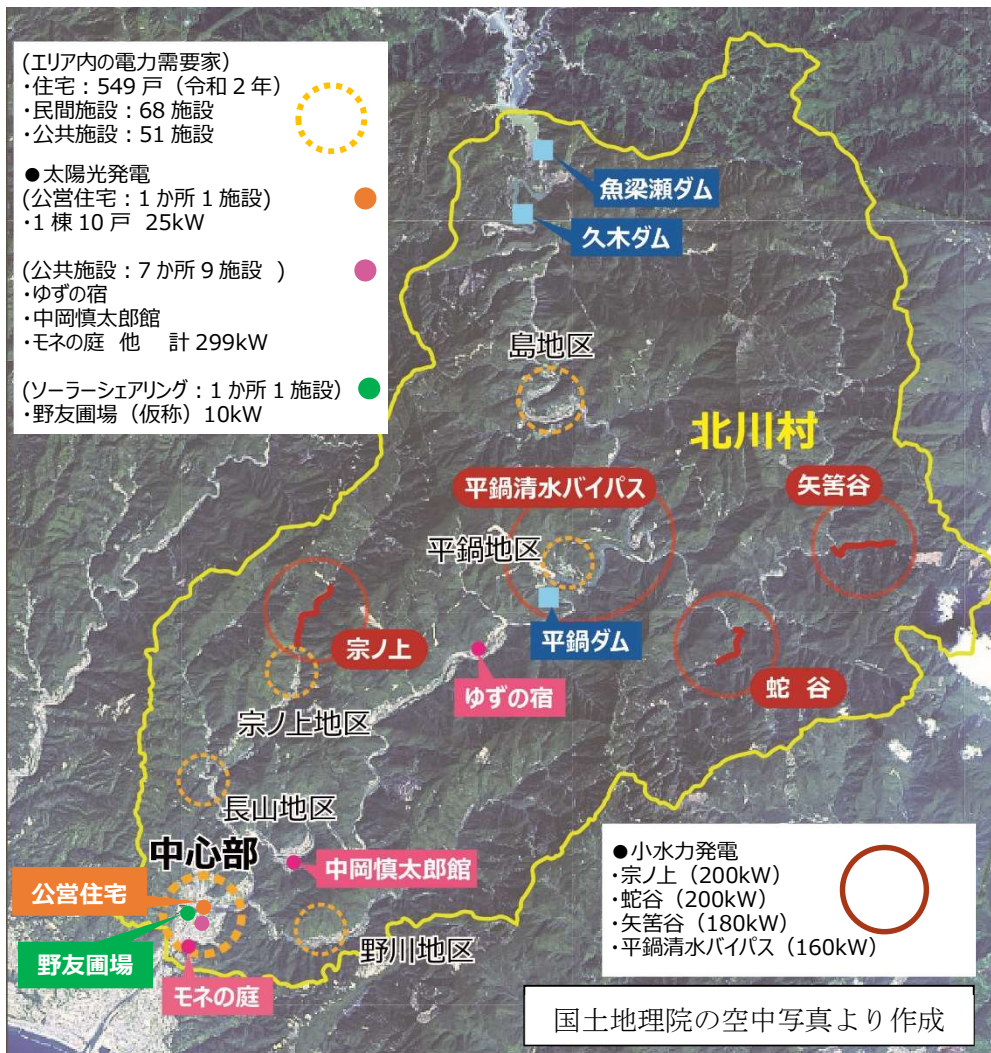 (エリア内の電力需要家)
・住宅：549 戸（令和 2 年）
・民間施設：68 施設
・公共施設：51 施設
●太陽光発電
(公営住宅：1 か所 1 施設)
・1 棟 10 戸 25kW
(公共施設：7 か所 9 施設 )
・ゆずの宿
・中岡慎太郎館
・モネの庭 他 計 299kW
(ソーラーシェアリング：1 か所 1 施設)
・野友圃場（仮称）10kW
魚梁瀬ダム
久木ダム
島地区
北川村
平鍋清水バイパス
矢筈谷
平鍋地区
平鍋ダム
宗ノ上
蛇 谷
ゆずの宿
宗ノ上地区
長山地区
中心部
中岡慎太郎館
公営住宅
野友圃場
野川地区
モネの庭
●小水力発電
・宗ノ上（200kW）
・蛇谷（200kW）
・矢筈谷（180kW）
・平鍋清水バイパス（160kW）
国土地理院の空中写真より作成